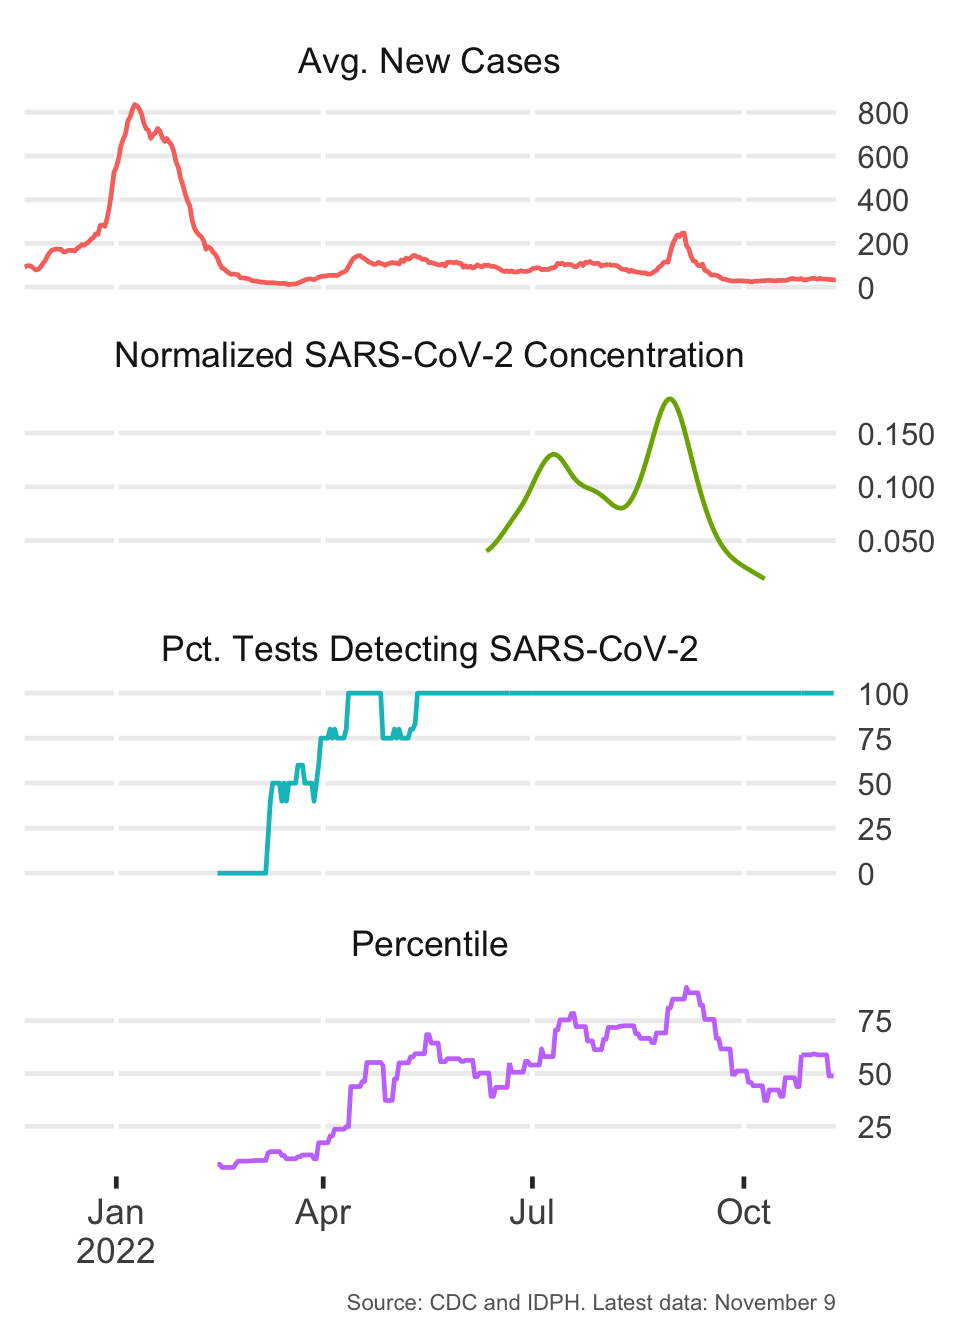 Avg. New Cases
800
600
400
200
0
Normalized SARS-CoV-2 Concentration
0.150
0.100
0.050
Pct. Tests Detecting SARS-CoV-2
100
75
50
25
0
Percentile
75
50
25
Jan Apr Jul Oct
2022
Source: CDC and IDPH. Latest data: November 9